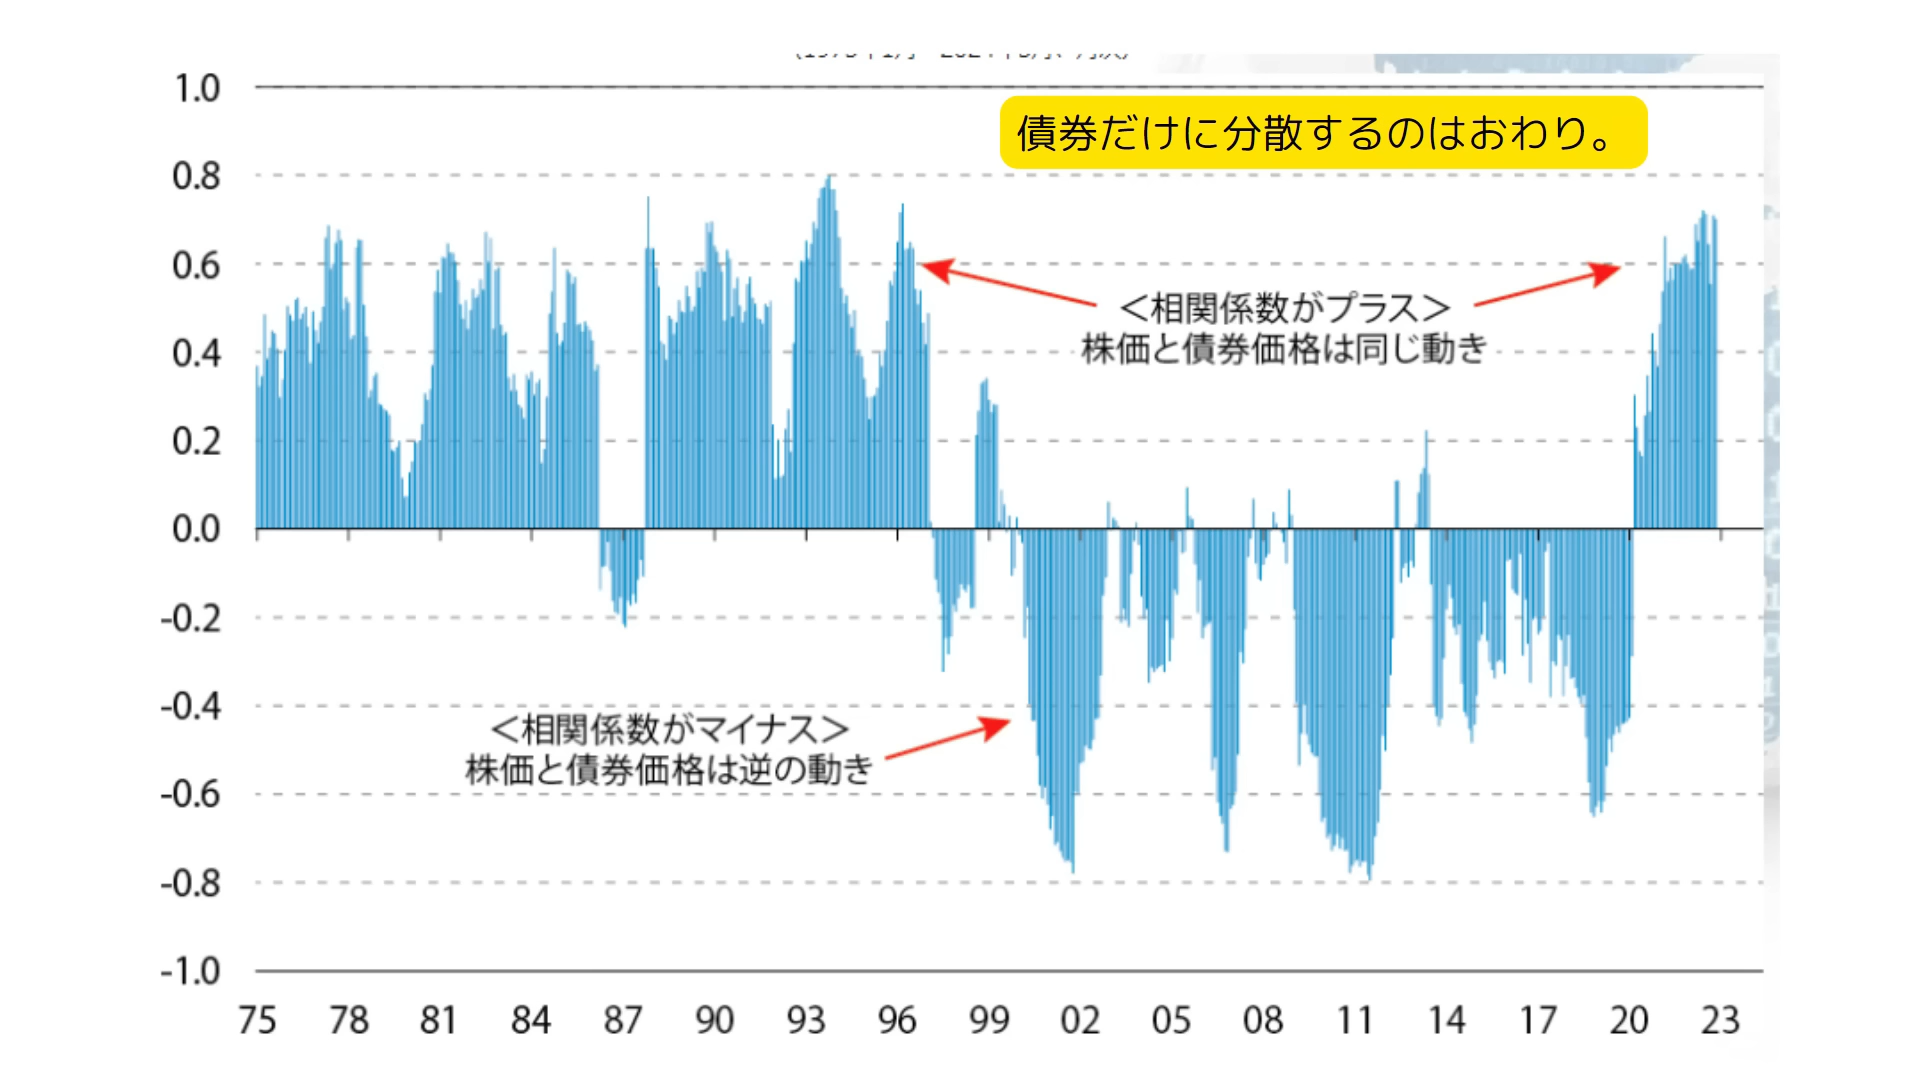 1.0
債券だけに分散するのはおわり。
0.8
0.6
<相関係数がプラス>
株価と債券価格は同じ動き
0.4
0.2
0.0
-0.2
-0.4
<相関係数がマイナス>
株価と債券価格は逆の動き
-0.6
-0.8
-1.0
75 78 81 84 87 90 93 96 99 02 05 08 11 14 17 20 23